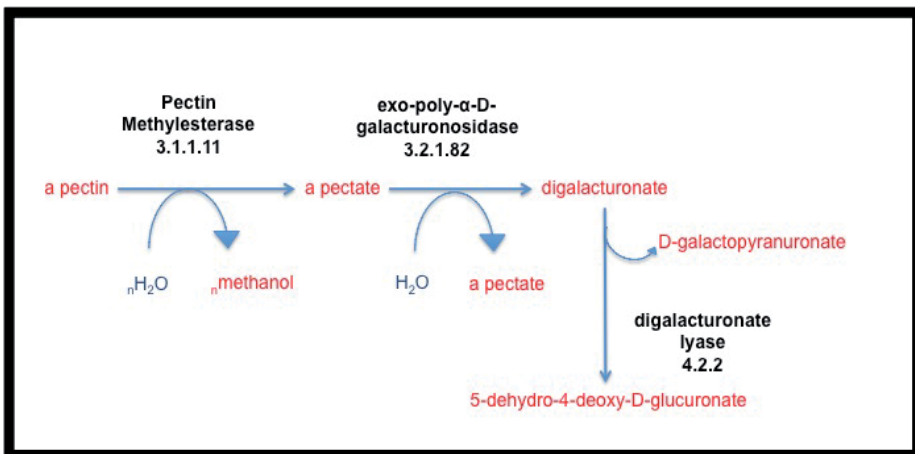 Pectin
Methylesterase
3.1.1.11
exo-poly-α-D-
galacturonosidase
3.2.1.82
a pectin
a pectate
digalacturonate
D-galactopyranuronate
nH2O
nmethanol
H2O
a pectate
digalacturonate
lyase
4.2.2
5-dehydro-4-deoxy-D-glucuronate